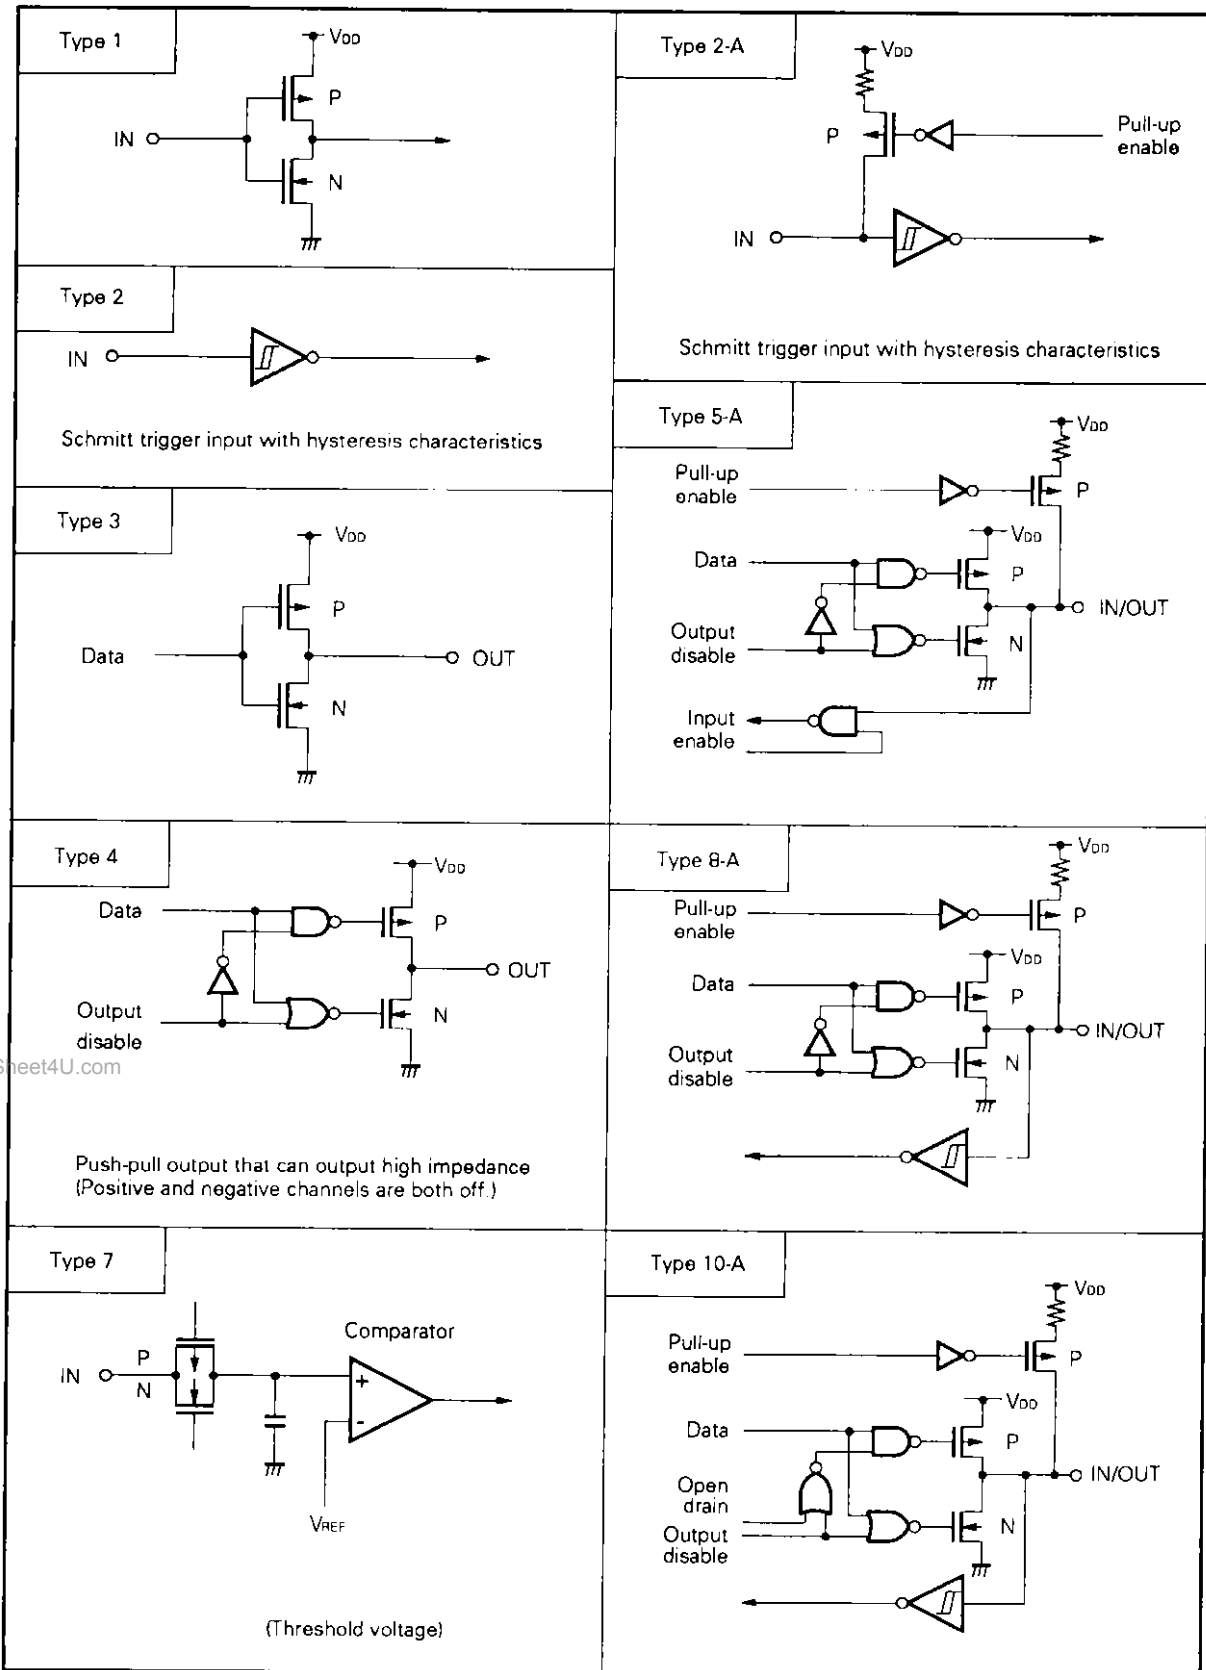 Type 1
VDD
P
IN
N
Type 2
IN
Schmitt trigger input with hysteresis characteristics
Type 3
VDD
P
Data
OUT
N
Type 4
VDD
Data
P
OUT
N
Output
disable
Sheet4U.com
Push-pull output that can output high impedance
(Positive and negative channels are both off.)
Type 7
Comparator
P
IN
N
+
-
VREF
(Threshold voltage)
Type 2-A
VDD
P
Pull-up
enable
IN
Schmitt trigger input with hysteresis characteristics
Type 5-A
VDD
Pull-up
enable
P
VDD
Data
P
IN/OUT
Output
disable
N
Input
enable
Type 8-A
VDD
Pull-up
enable
P
VDD
Data
P
IN/OUT
Output
disable
N
Type 10-A
VDD
Pull-up
enable
P
VDD
Data
P
IN/OUT
Open
drain
Output
disable
N